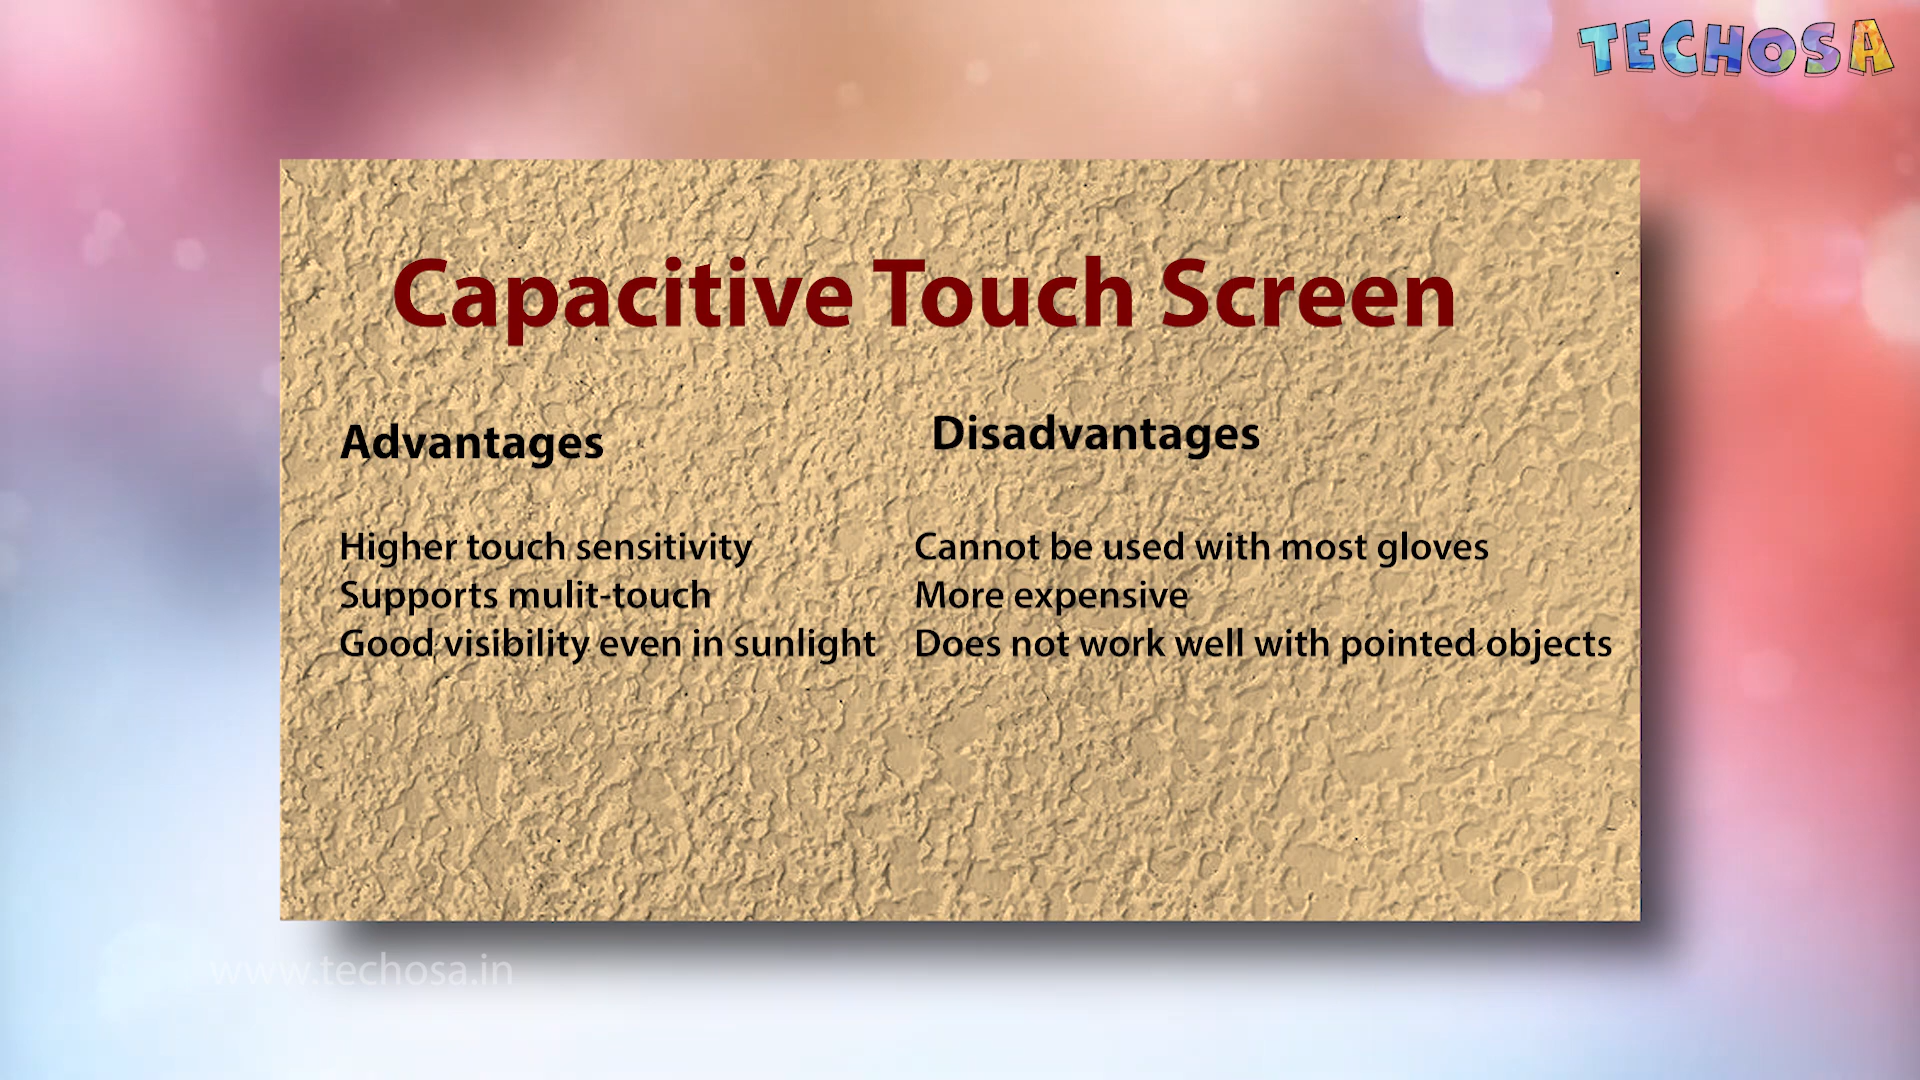 TECHOSA
Capacitive Touch Screen
Advantages
Higher touch sensitivity
Supports mulit-touch
Good visibility even in sunlight
Disadvantages
Cannot be used with most gloves
More expensive
Does not work well with pointed objects
www.techosa.in